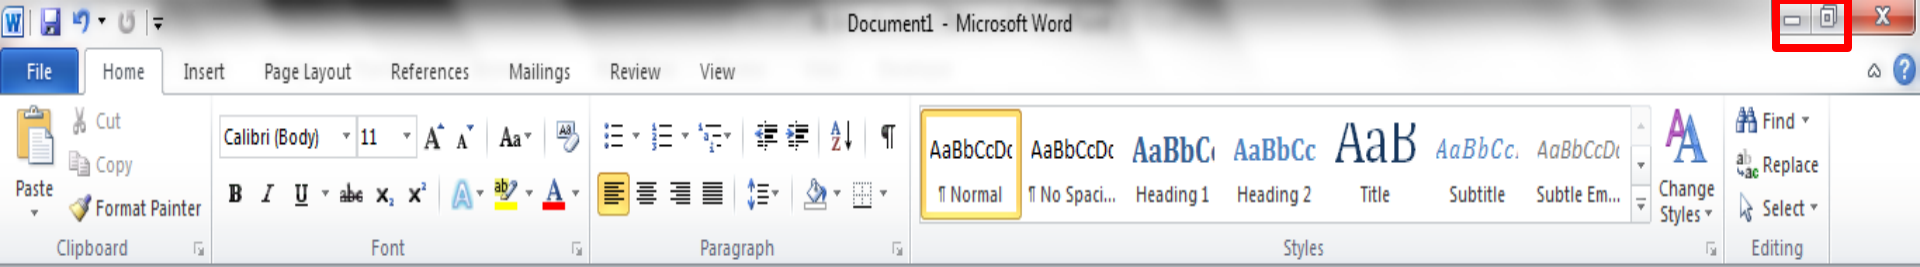 W
Document1 - Microsoft Word
X
File Home Insert Page Layout References Mailings Review View
?
Cut
Copy
Format Painter
Paste
Clipboard
Calibri (Body) 11 A A Aa
B I U abc X₂ X² A ab A
Font
A Z ¶
Paragraph
AaBbCcDc AaBbCcDc AaBbC AaBbCc AaB AaBbCc. AaBbCcDc
¶ Normal ¶ No Spaci... Heading 1 Heading 2 Title Subtitle Subtle Em...
Change
Styles
Styles
Find
Replace
Select
Editing